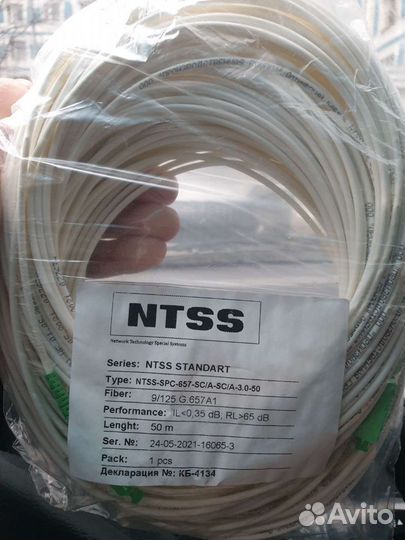 NTSS
Network Technology Special Systems
Series: NTSS STANDART
Type: NTSS-SPC-657-SC/A-SC/A-3.0-50
Fiber: 9/125 G.657A1
Performance: IL<0,35 dB, RL>65 dB
Lenght: 50 m
Ser. №: 24-05-2021-16065-3
Pack: 1 pcs
Декларация №: КБ-4134
Avito